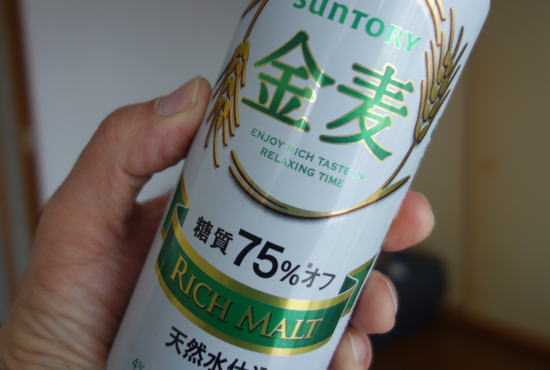 SUNTORY
金麦
ENJOY RICH TASTE IN
RELAXING TIME
糖質75%*オフ
RICH MALT
天然水仕込
4%